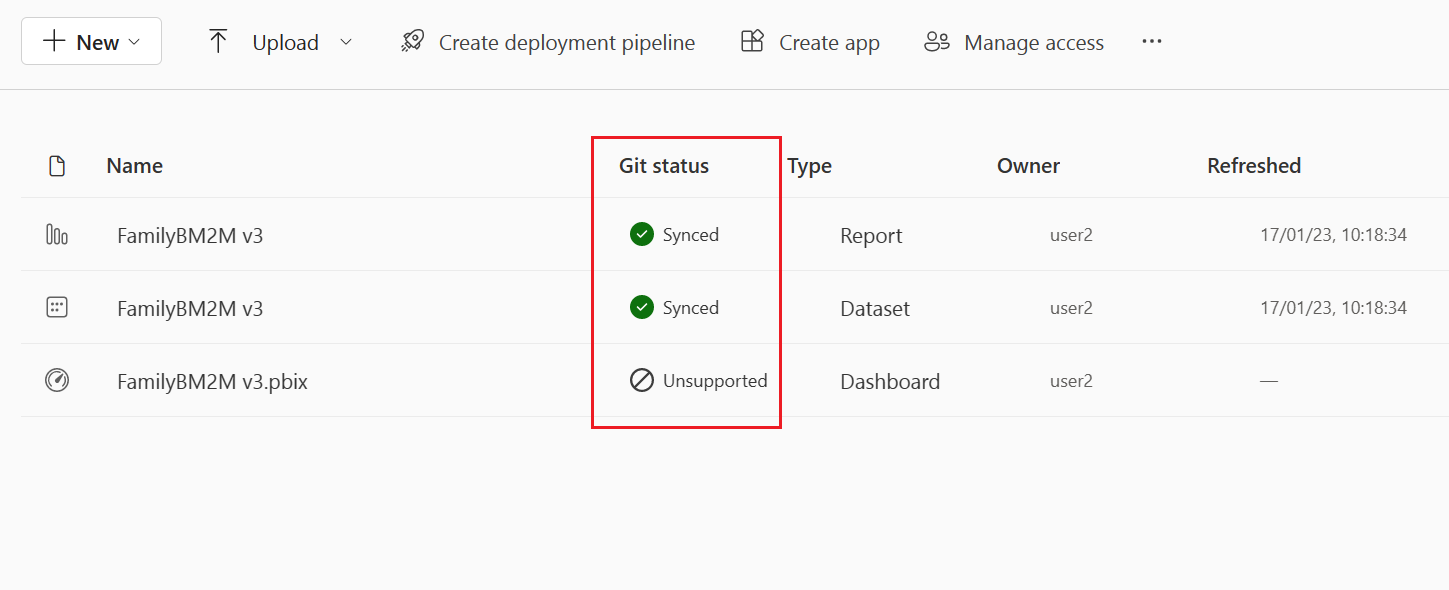 New Upload Create deployment pipeline Create app Manage access ...
Name Git status Type Owner Refreshed
FamilyBM2M v3 Synced Report user2 17/01/23, 10:18:34
FamilyBM2M v3 Synced Dataset user2 17/01/23, 10:18:34
FamilyBM2M v3.pbix Unsupported Dashboard user2 —